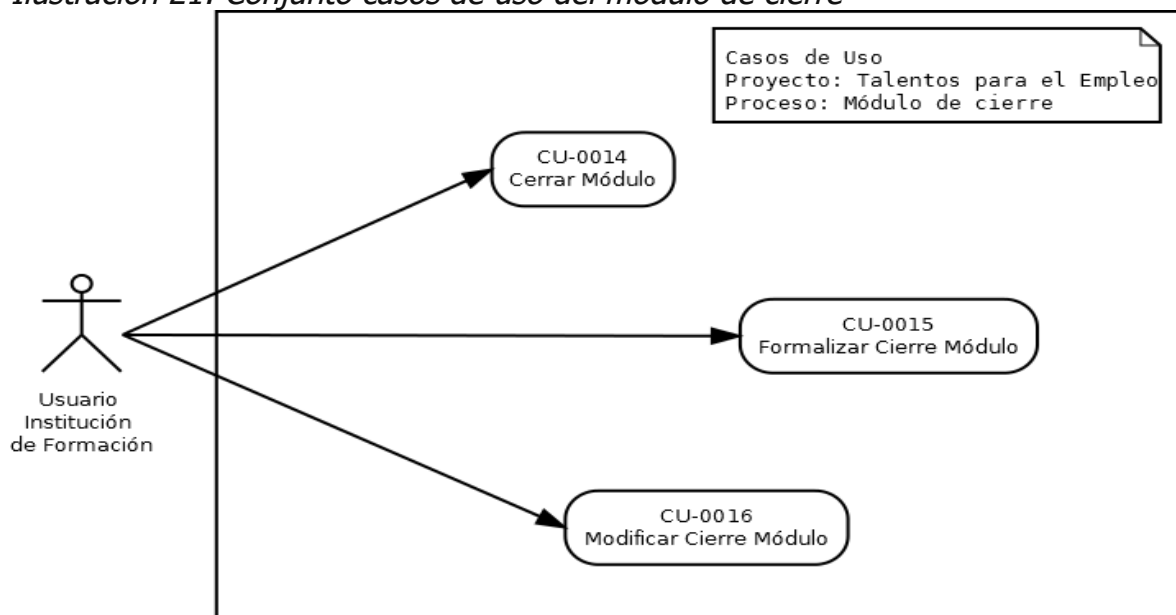 Ilustración 21. Conjunto casos de uso del módulo de cierre
Casos de Uso
Proyecto: Talentos para el Empleo
Proceso: Módulo de cierre
CU-0014
Cerrar Módulo
CU-0015
Formalizar Cierre Módulo
Usuario
Institución
de Formación
CU-0016
Modificar Cierre Módulo